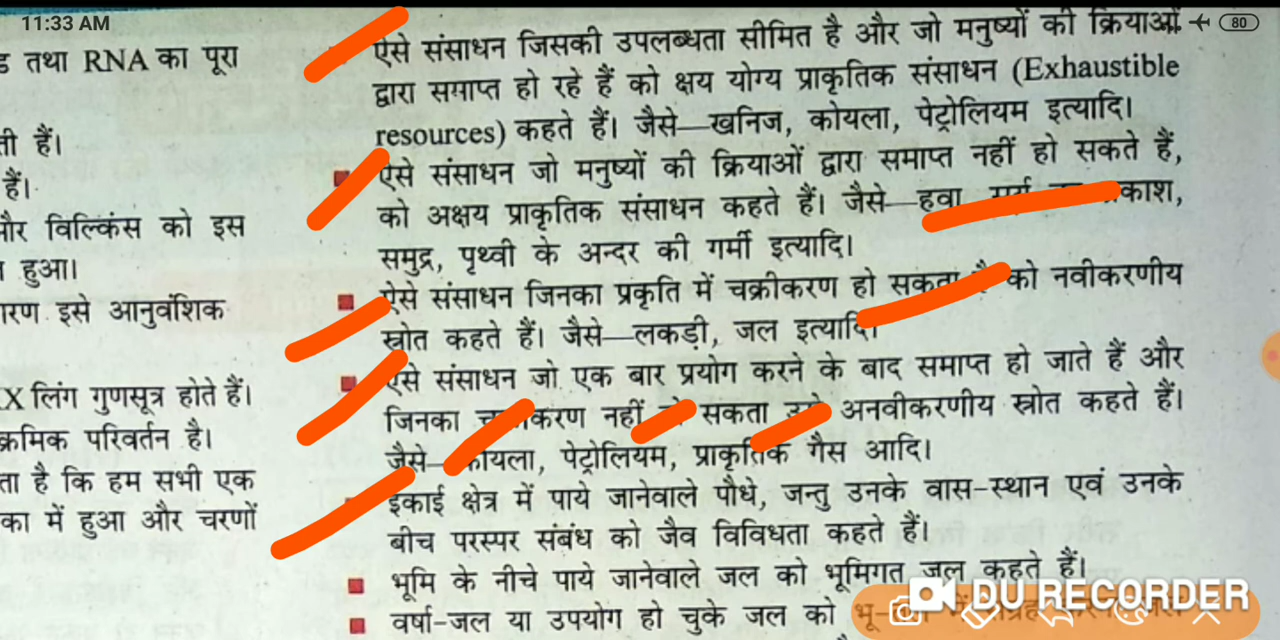 11:33 AM
80
ड तथा RNA का पूरा
ती हैं।
हैं।
और विल्किंस को इस
हुआ।
रण इसे आनुवंशिक
X लिंग गुणसूत्र होते हैं।
क्रमिक परिवर्तन है।
ता है कि हम सभी एक
का में हुआ और चरणों
ऐसे संसाधन जिसकी उपलब्धता सीमित है और जो मनुष्यों की क्रियाओं
द्वारा समाप्त हो रहे हैं को क्षय योग्य प्राकृतिक संसाधन (Exhaustible
resources) कहते हैं। जैसे—खनिज, कोयला, पेट्रोलियम इत्यादि।
ऐसे संसाधन जो मनुष्यों की क्रियाओं द्वारा समाप्त नहीं हो सकते हैं,
को अक्षय प्राकृतिक संसाधन कहते हैं। जैसे—हवा काश,
समुद्र, पृथ्वी के अन्दर की गर्मी इत्यादि।
ऐसे संसाधन जिनका प्रकृति में चक्रीकरण हो सकता है को नवीकरणीय
स्रोत कहते हैं। जैसे—लकड़ी, जल इत्यादि।
ऐसे संसाधन जो एक बार प्रयोग करने के बाद समाप्त हो जाते हैं और
जिनका करण नहीं सकता अनवीकरणीय स्रोत कहते हैं।
जैसे—कोयला, पेट्रोलियम, प्राकृतिक गैस आदि।
इकाई क्षेत्र में पाये जानेवाले पौधे, जन्तु उनके वास-स्थान एवं उनके
बीच परस्पर संबंध को जैव विविधता कहते हैं।
भूमि के नीचे पाये जानेवाले जल को भूमिगत जल कहते हैं।
वर्षा-जल या उपयोग हो चुके जल को
DU RECORDER